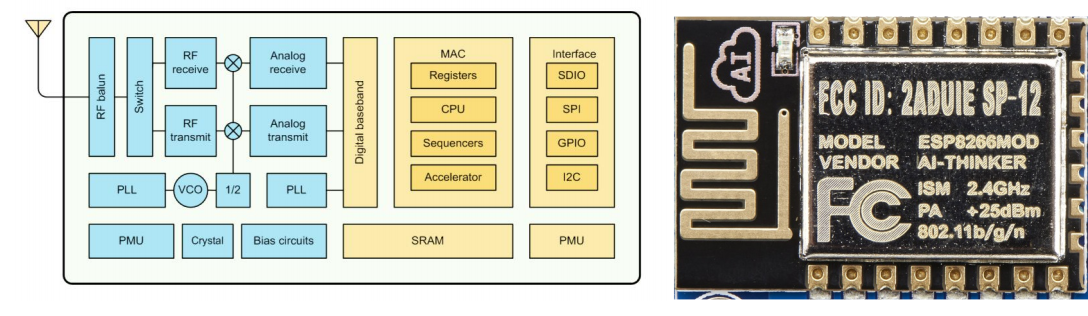 RF balun
Switch
RF
receive
Analog
receive
RF
transmit
Analog
transmit
PLL
VCO
1/2
PLL
Digital baseband
MAC
Registers
CPU
Sequencers
Accelerator
Interface
SDIO
SPI
GPIO
I2C
PMU
Crystal
Bias circuits
SRAM
PMU
AI
FCC ID: 2ADUIE SP-12
MODEL ESP8266MOD
VENDOR AI-THINKER
FC
ISM 2.4GHz
PA +25dBm
802.11b/g/n